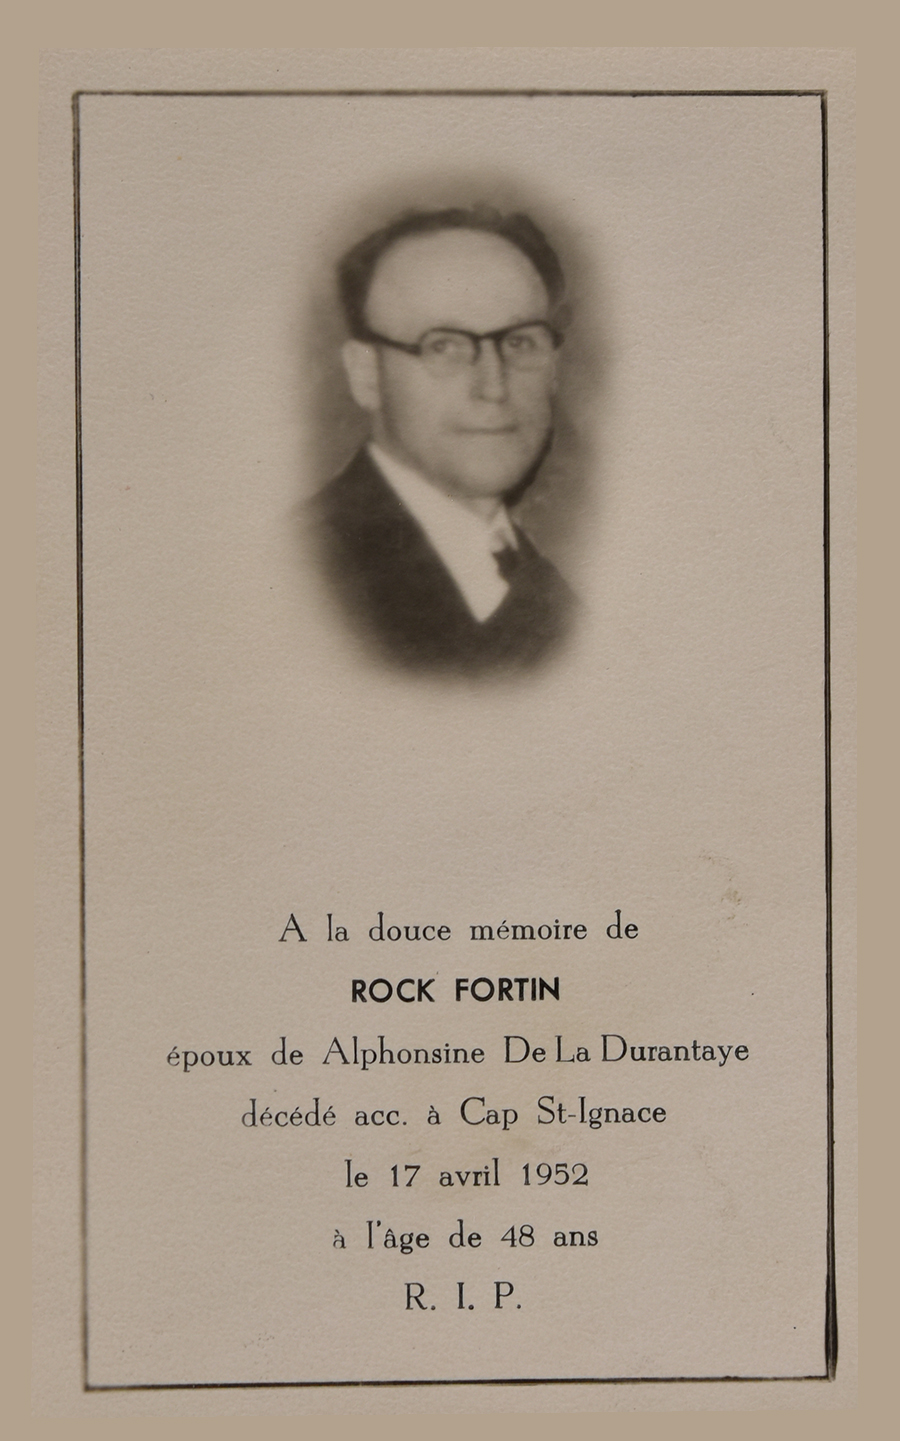 A la douce mémoire de
ROCK FORTIN
époux de Alphonsine De La Durantaye
décédé acc. à Cap St-Ignace
le 17 avril 1952
à l'âge de 48 ans
R. I. P.